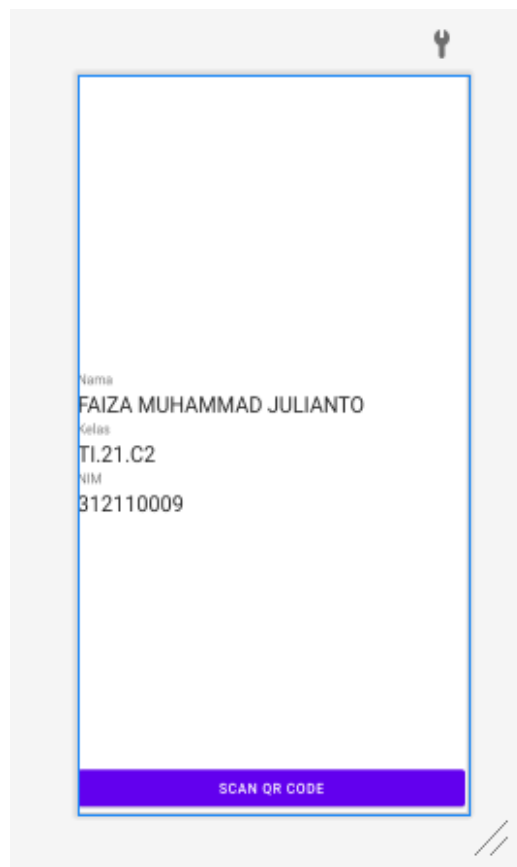 Nama
FAIZA MUHAMMAD JULIANTO
Kelas
TI.21.C2
NIM
312110009
SCAN QR CODE